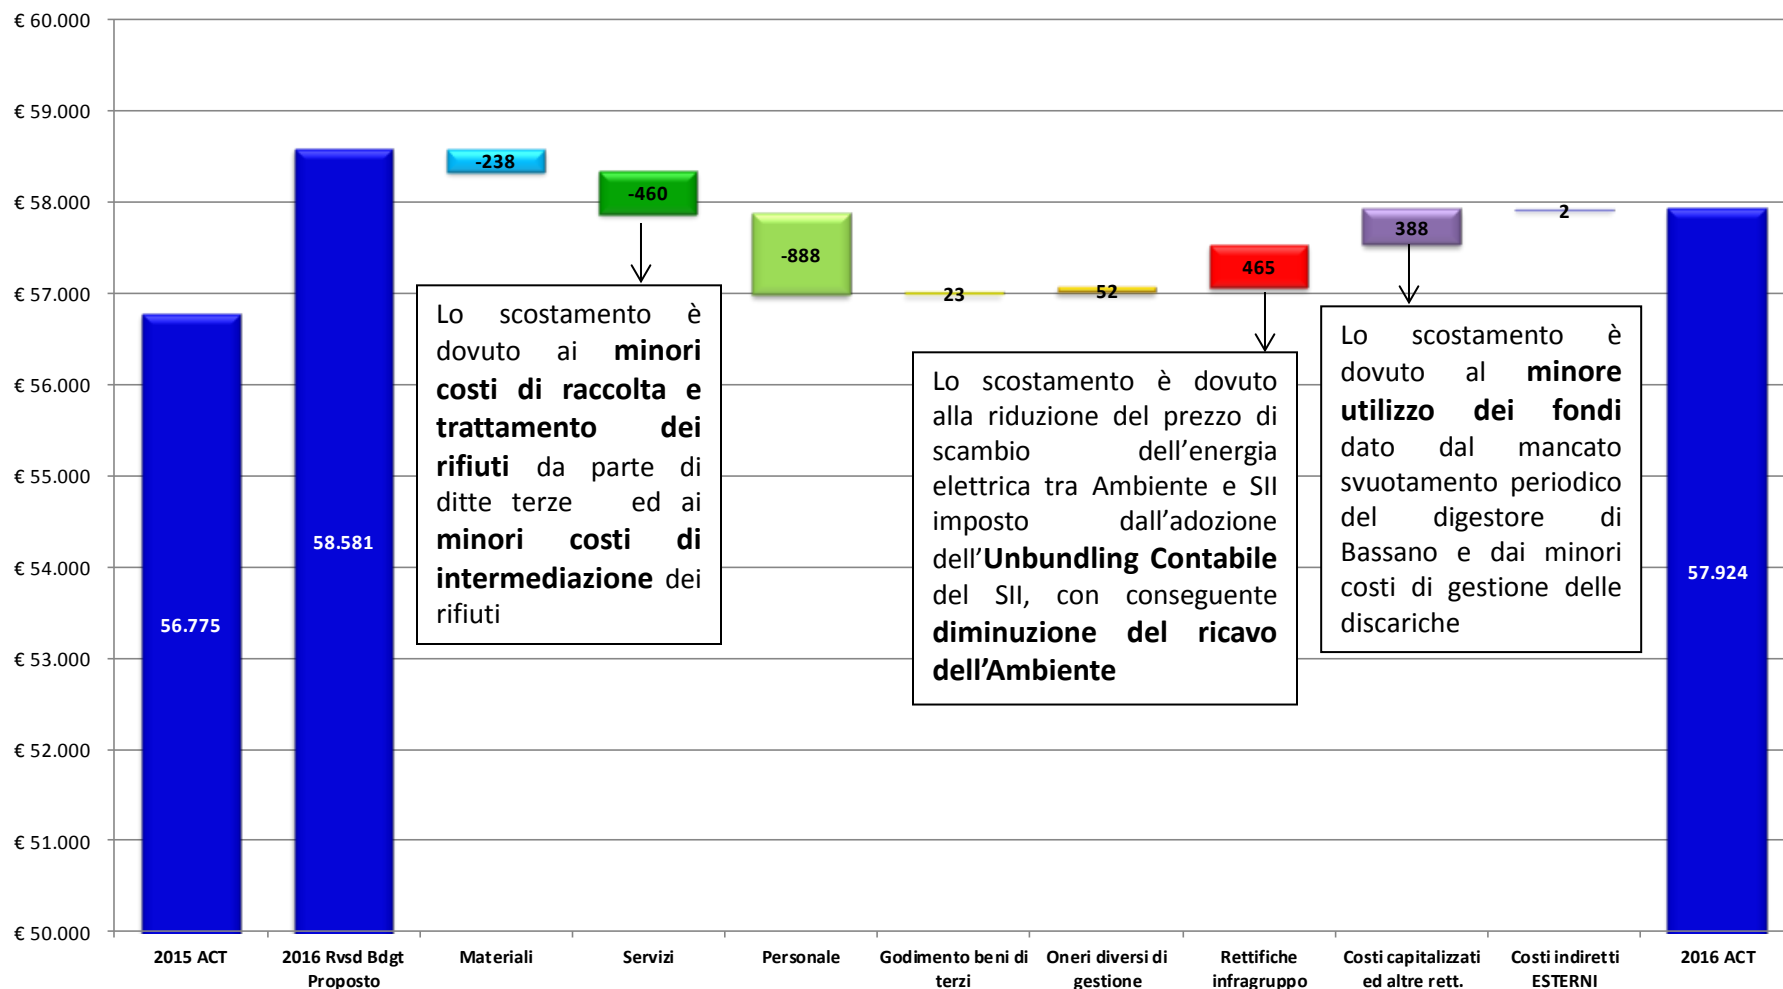 € 60.000
€ 59.000
€ 58.000
€ 57.000
€ 56.000
€ 55.000
€ 54.000
€ 53.000
€ 52.000
€ 51.000
€ 50.000
56.775
58.581
-238
-460
-888
23
52
465
388
2
57.924
Lo scostamento è
dovuto ai minori
costi di raccolta e
trattamento dei
rifiuti da parte di
ditte terze ed ai
minori costi di
intermediazione dei
rifiuti
Lo scostamento è dovuto
alla riduzione del prezzo di
scambio dell’energia
elettrica tra Ambiente e SII
imposto dall’adozione
dell’Unbundling Contabile
del SII, con conseguente
diminuzione del ricavo
dell’Ambiente
Lo scostamento è
dovuto al minore
utilizzo dei fondi
dato dal mancato
svuotamento periodico
del digestore di
Bassano e dai minori
costi di gestione delle
discariche
2015 ACT
2016 Rvsd Bdgt
Proposto
Materiali
Servizi
Personale
Godimento beni di
terzi
Oneri diversi di
gestione
Rettifiche
infragruppo
Costi capitalizzati
ed altre rett.
Costi indiretti
ESTERNI
2016 ACT